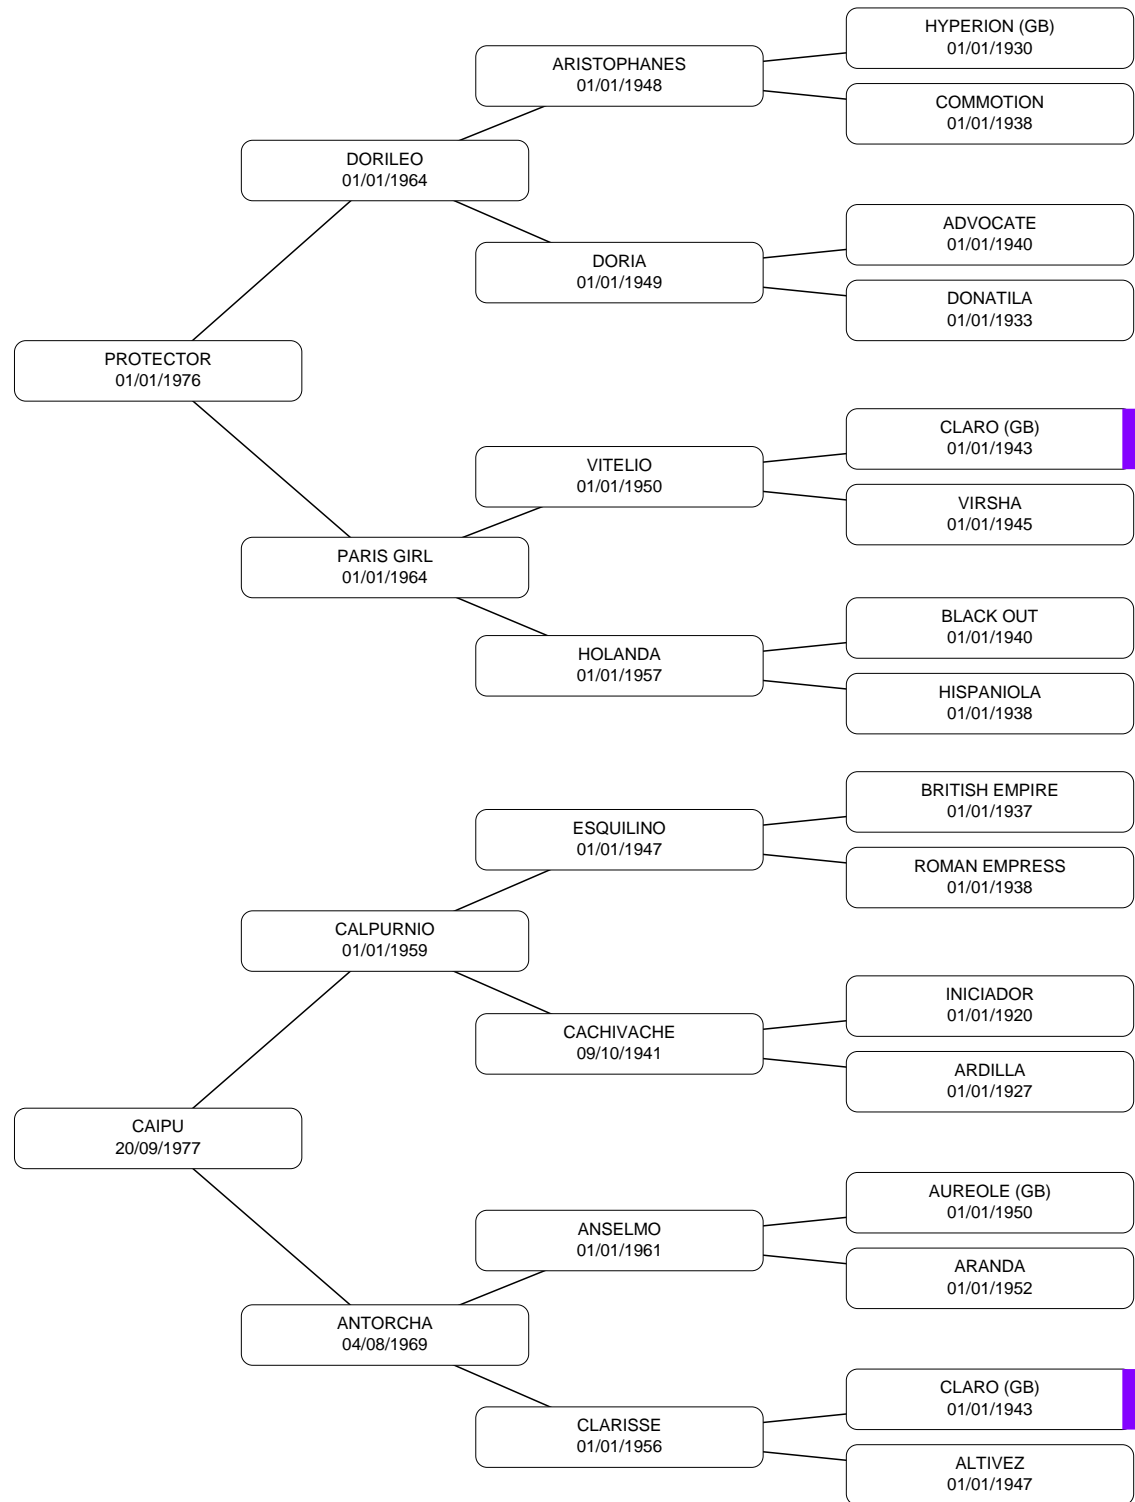 HYPERION (GB)
01/01/1930
ARISTOPHANES
01/01/1948
COMMOTION
01/01/1938
DORILEO
01/01/1964
ADVOCATE
01/01/1940
DORIA
01/01/1949
DONATILA
01/01/1933
PROTECTOR
01/01/1976
CLARO (GB)
01/01/1943
VITELIO
01/01/1950
VIRSHA
01/01/1945
PARIS GIRL
01/01/1964
BLACK OUT
01/01/1940
HOLANDA
01/01/1957
HISPANIOLA
01/01/1938
BRITISH EMPIRE
01/01/1937
ESQUILINO
01/01/1947
ROMAN EMPRESS
01/01/1938
CALPURNIO
01/01/1959
INICIADOR
01/01/1920
CACHIVACHE
09/10/1941
ARDILLA
01/01/1927
CAIPU
20/09/1977
AUREOLE (GB)
01/01/1950
ANSELMO
01/01/1961
ARANDA
01/01/1952
ANTORCHA
04/08/1969
CLARO (GB)
01/01/1943
CLARISSE
01/01/1956
ALTIVEZ
01/01/1947